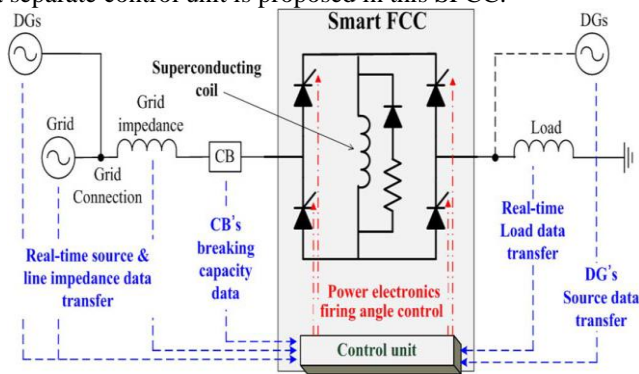 separate control unit is proposed in this SFCC.
Smart FCC
DGs
DGs
Superconducting
coil
Grid
impedance
Grid
CB
Load
Grid
Connection
Real-time source &
line impedance data
transfer
CB's
breaking
capacity
data
Real-time
Load data
transfer
DG's
Source data
transfer
Power electronics
firing angle control
Control unit